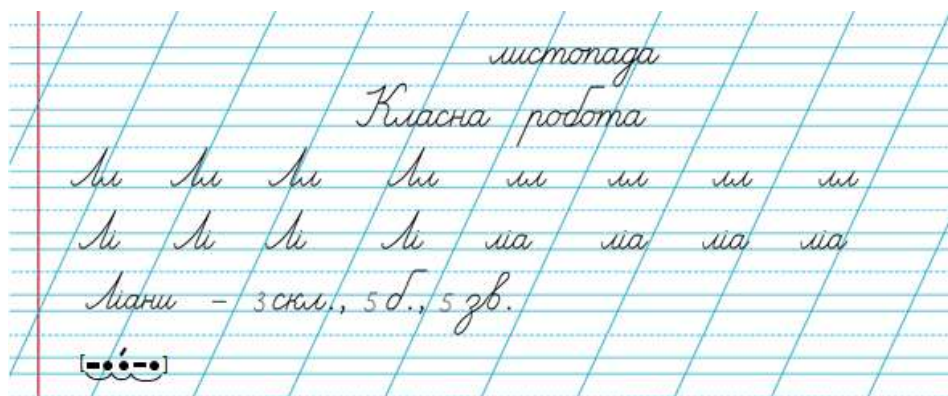 листопада
Класна робота
Лл Лл Лл Лл лл лл лл лл
Лі Лі Лі Лі ліа ліа ліа ліа
Ліани - 3 скл., 5 б., 5 зв.
[–●●́–●]